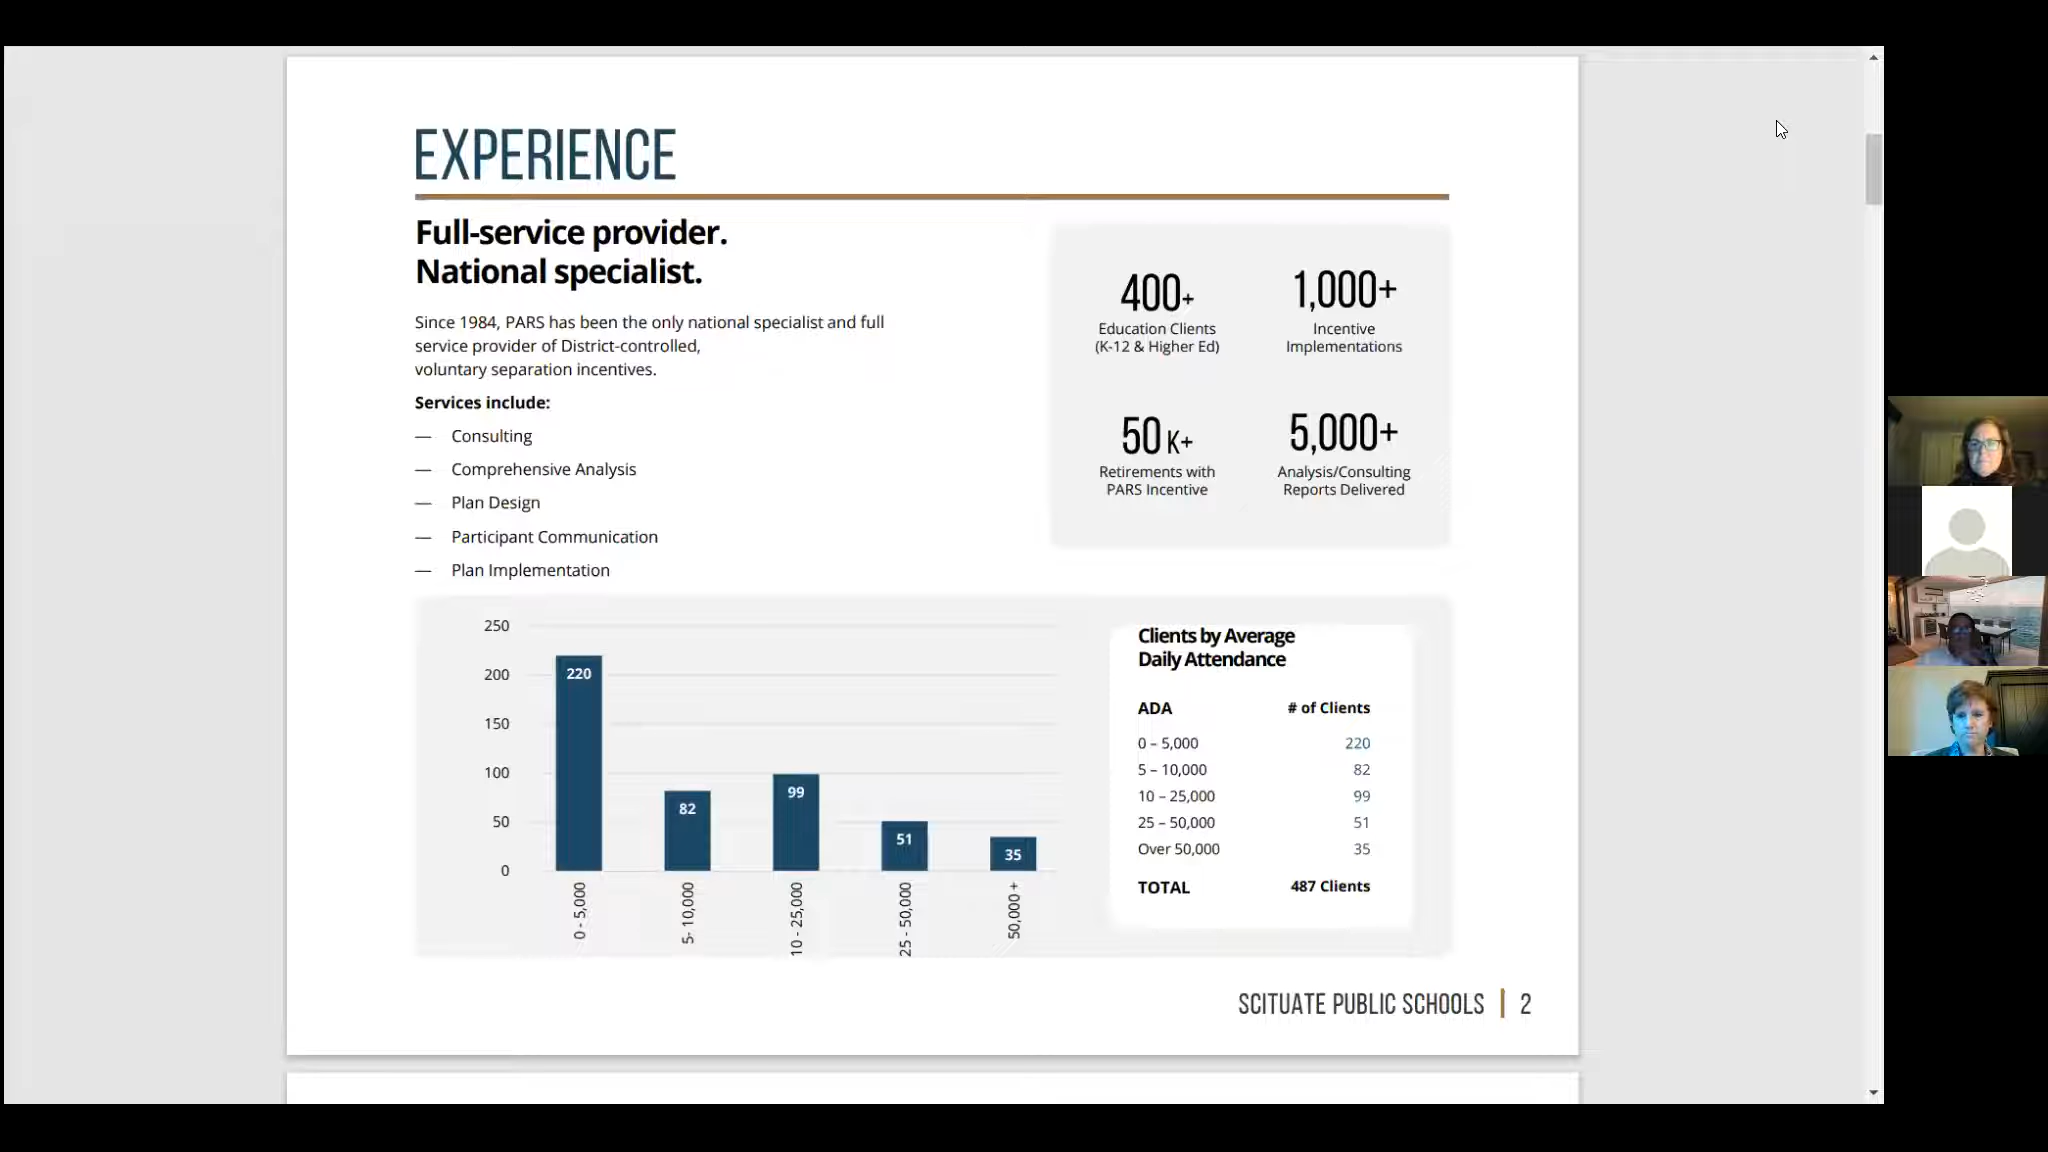 EXPERIENCE
Full-service provider.
National specialist.
Since 1984, PARS has been the only national specialist and full
service provider of District-controlled,
voluntary separation incentives.
Services include:
— Consulting
— Comprehensive Analysis
— Plan Design
— Participant Communication
— Plan Implementation
400+
Education Clients
(K-12 & Higher Ed)
1,000+
Incentive
Implementations
50 K+
Retirements with
PARS Incentive
5,000+
Analysis/Consulting
Reports Delivered
250
200
150
100
50
0
220
82
99
51
35
0 - 5,000
5- 10,000
10 - 25,000
25 - 50,000
50,000 +
Clients by Average
Daily Attendance
ADA # of Clients
0 – 5,000 220
5 – 10,000 82
10 – 25,000 99
25 – 50,000 51
Over 50,000 35
TOTAL 487 Clients
SCITUATE PUBLIC SCHOOLS | 2